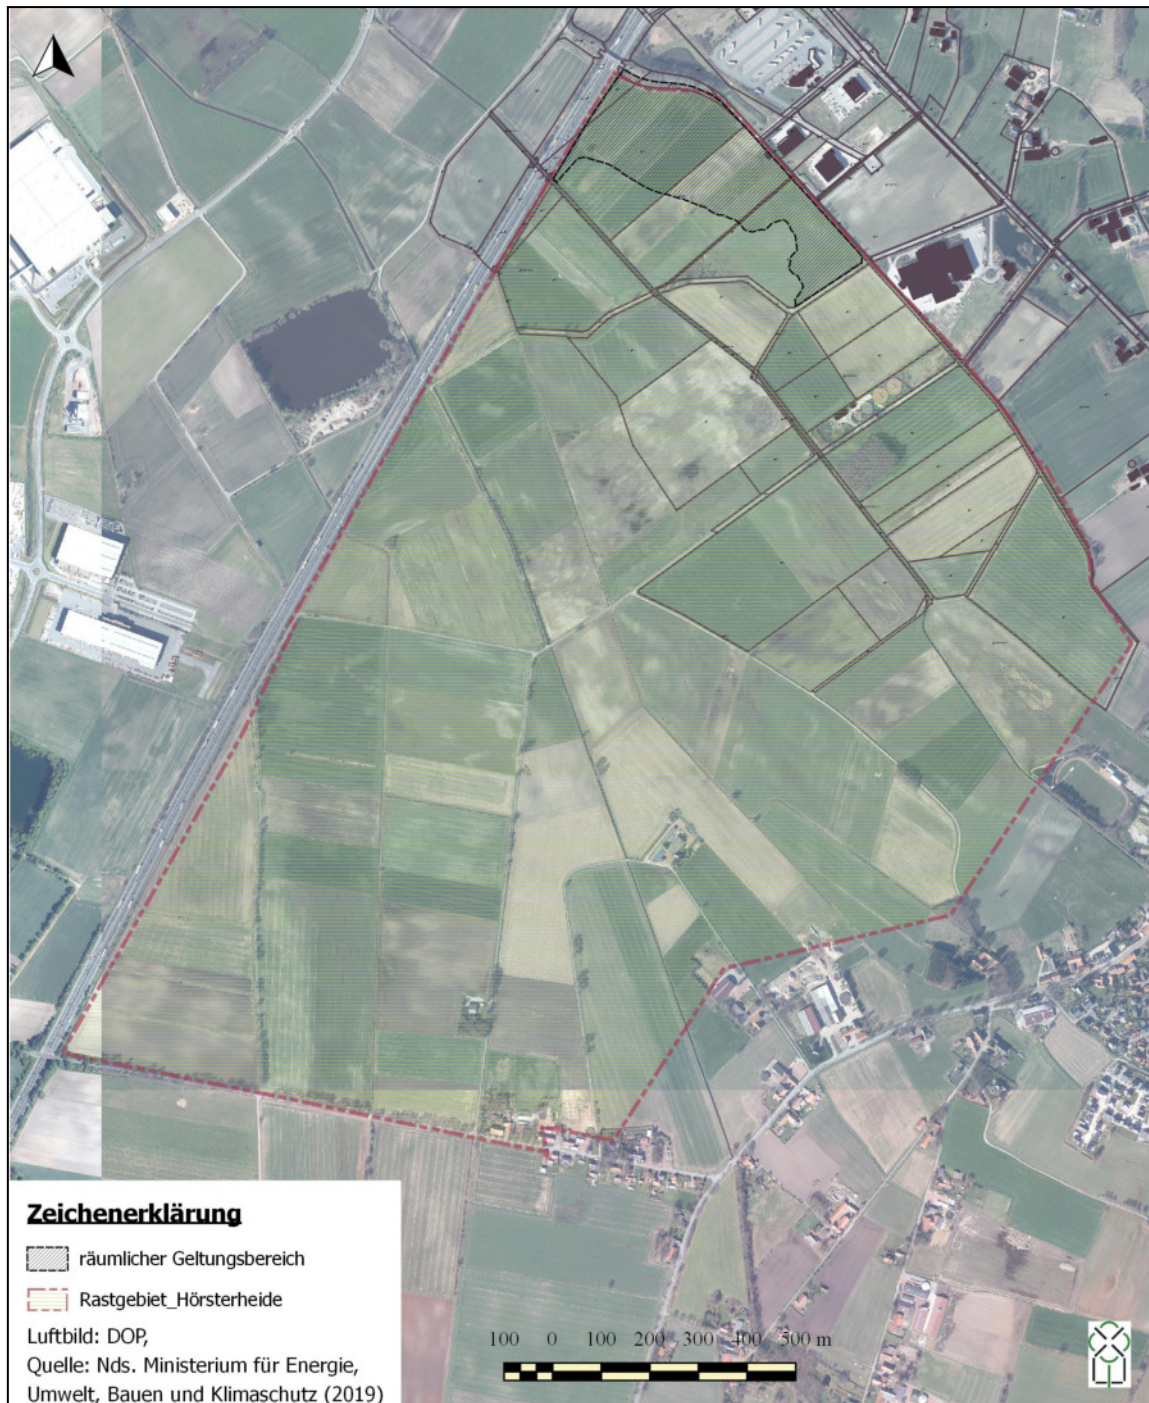 Zeichenerklärung
räumlicher Geltungsbereich
Rastgebiet_Hörsterheide
Luftbild: DOP,
Quelle: Nds. Ministerium für Energie,
Umwelt, Bauen und Klimaschutz (2019)
100 0 100 200 300 400 500 m